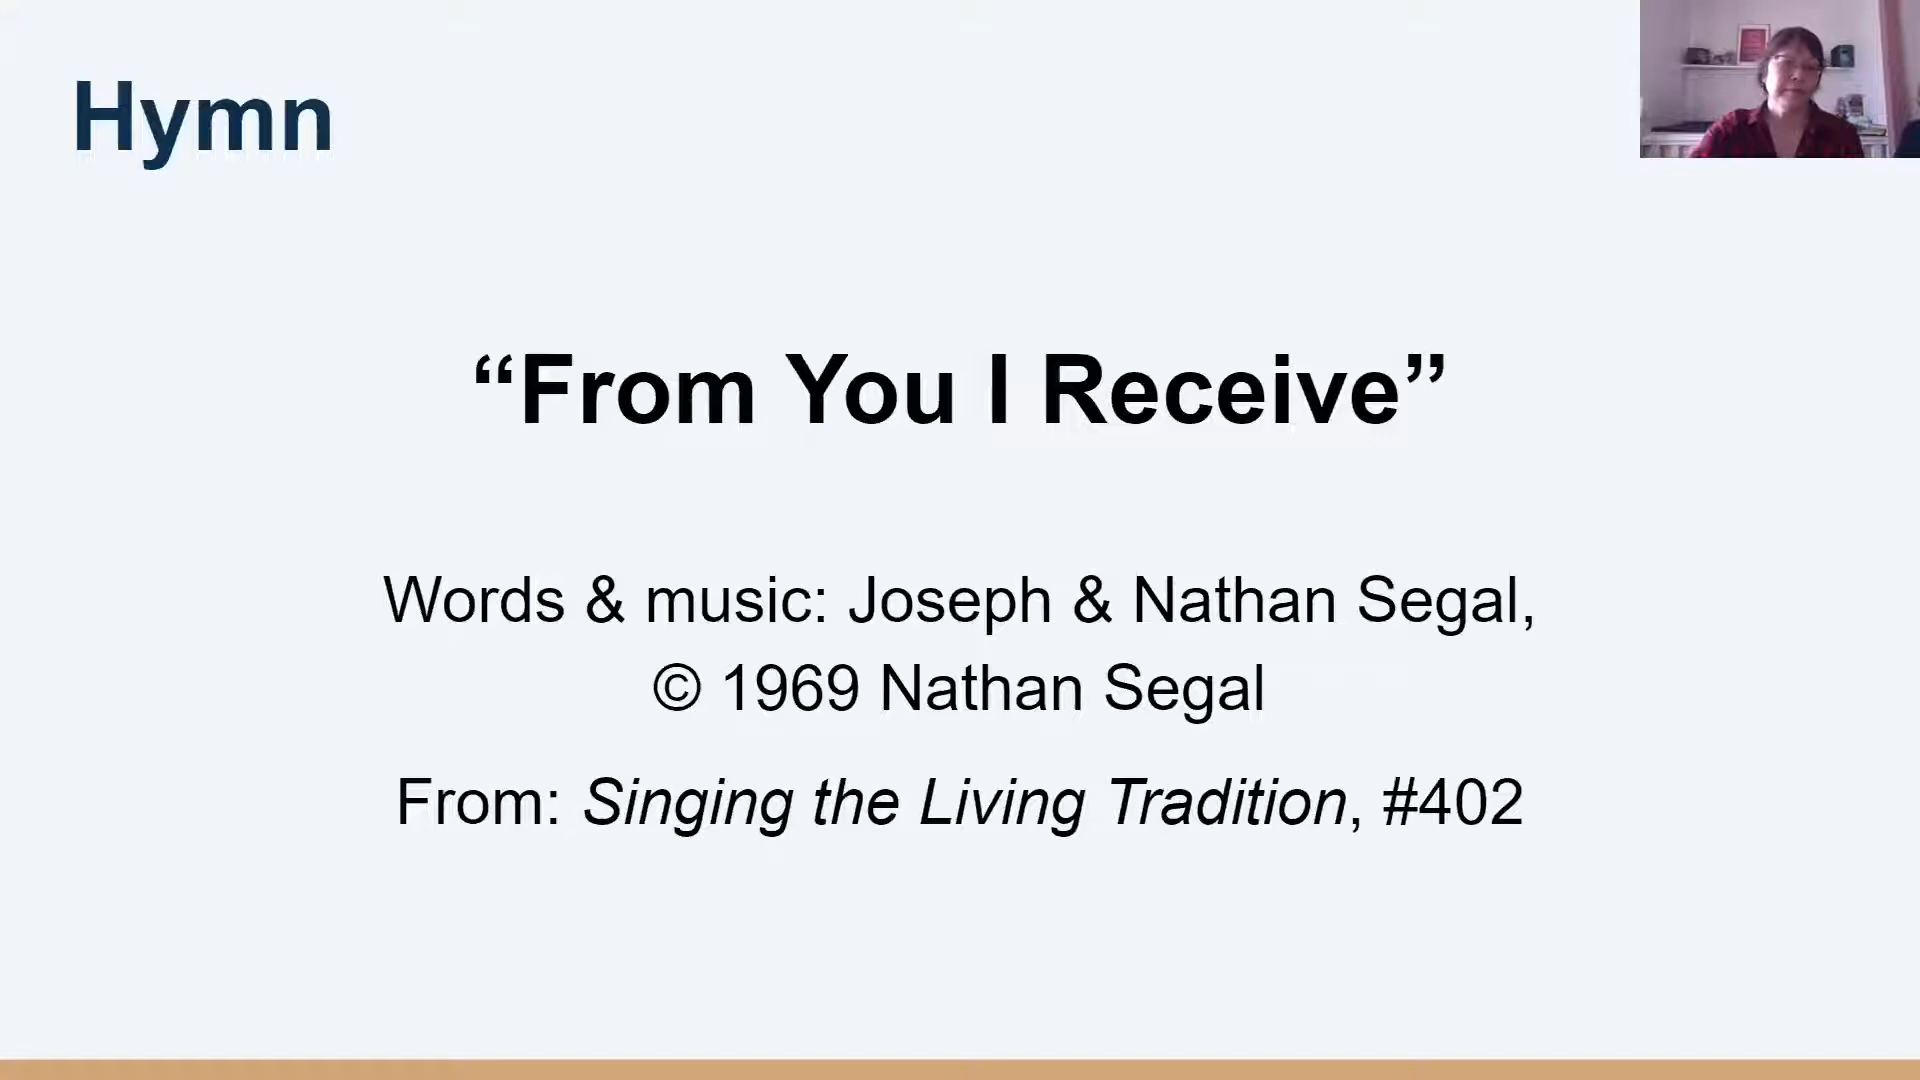 Hymn
“From You I Receive”
Words & music: Joseph & Nathan Segal,
© 1969 Nathan Segal
From: Singing the Living Tradition, #402